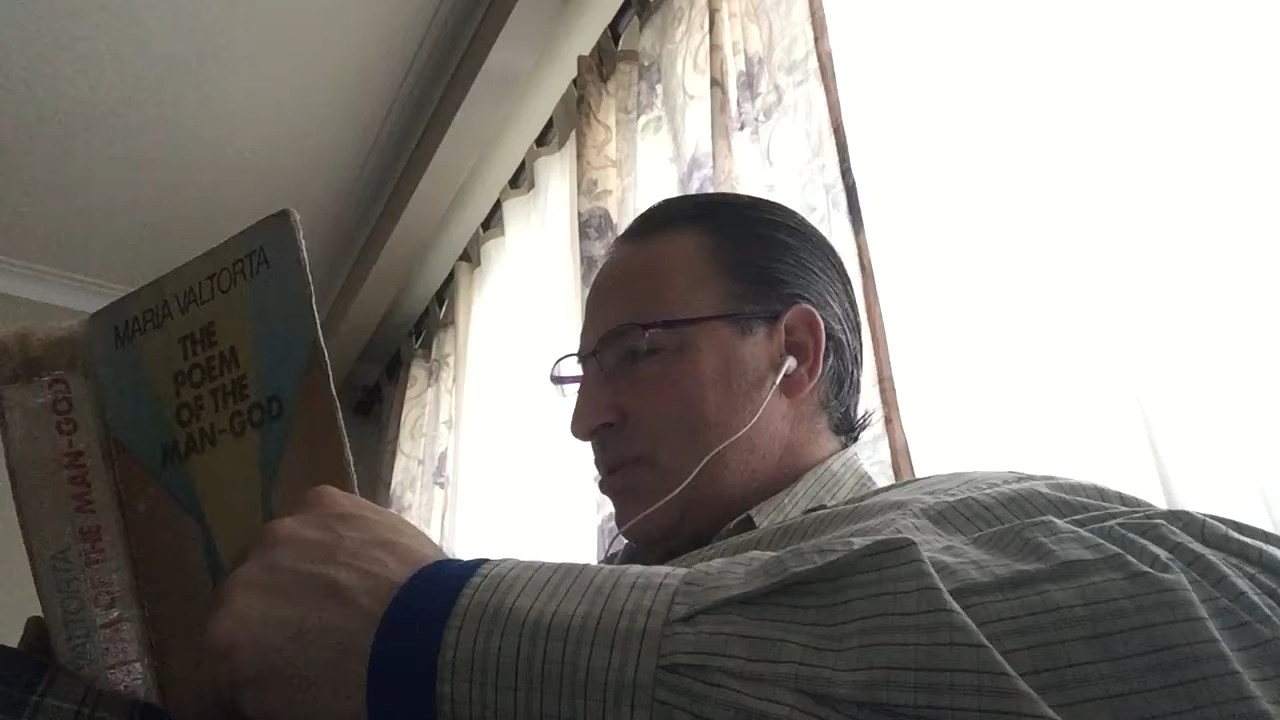 MARIA VALTORTA
THE
POEM
OF THE
MAN-GOD
VALTORTA
OF THE MAN-GOD